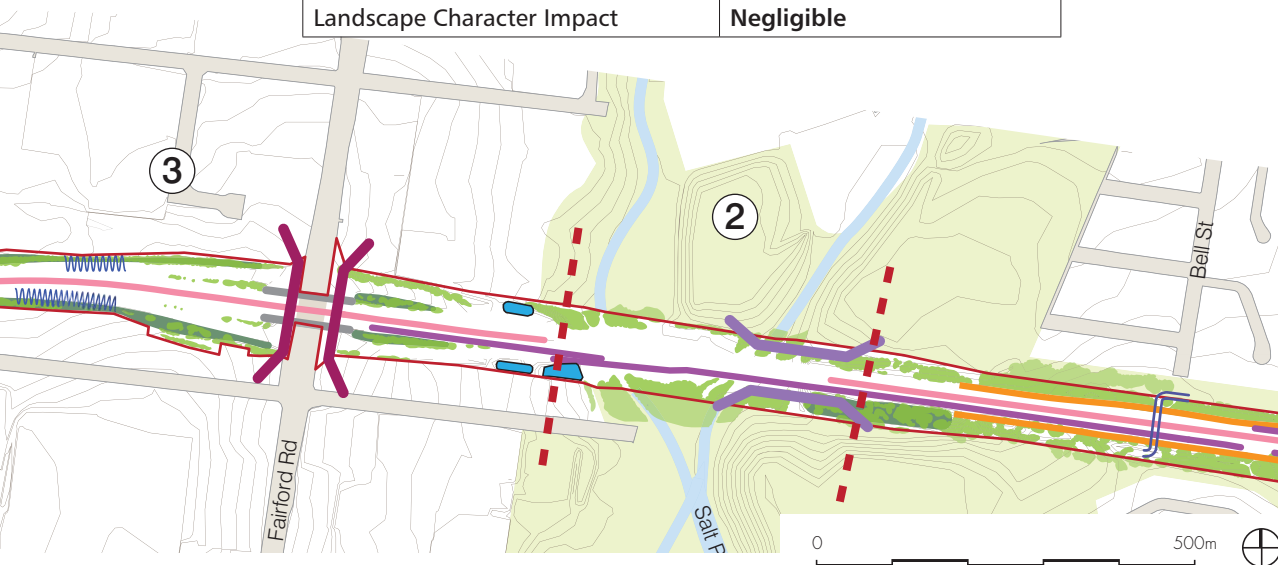 Landscape Character Impact Negligible
3
2
Bell St
Fairford Rd
Salt
0 500m